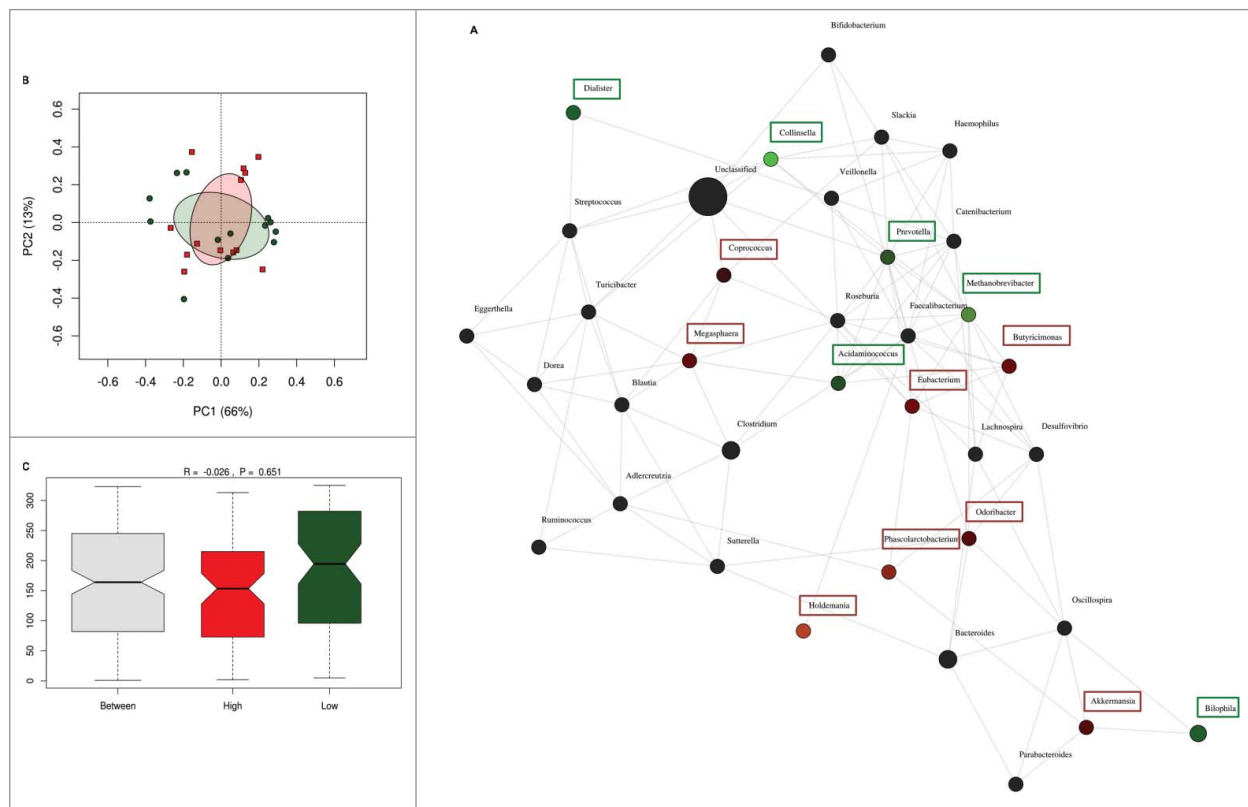 A
Bifidobacterium
B
Dialister
Slackia
Haemophilus
Collinsella
Unclassified
Veillonella
Streptococcus
Catenibacterium
Prevotella
Coprococcus
Methanobrevibacter
Turicibacter
Roseburia
Faecalibacterium
Eggerthella
Megasphaera
Butyricimonas
Acidaminococcus
Dorea
Blautia
Eubacterium
Clostridium
Lachnospira
Desulfovibrio
Adlercreutzia
Odoribacter
Ruminococcus
Sutterella
Phascolarctobacterium
Holdemania
Oscillospira
Bacteroides
Akkermansia
Bilophila
Parabacteroides
PC2 (13%)
0.6
0.4
0.2
0.0
-0.2
-0.4
-0.6
-0.6 -0.4 -0.2 0.0 0.2 0.4 0.6
PC1 (66%)
C
R = -0.026 , P = 0.651
300
250
200
150
100
50
0
Between High Low